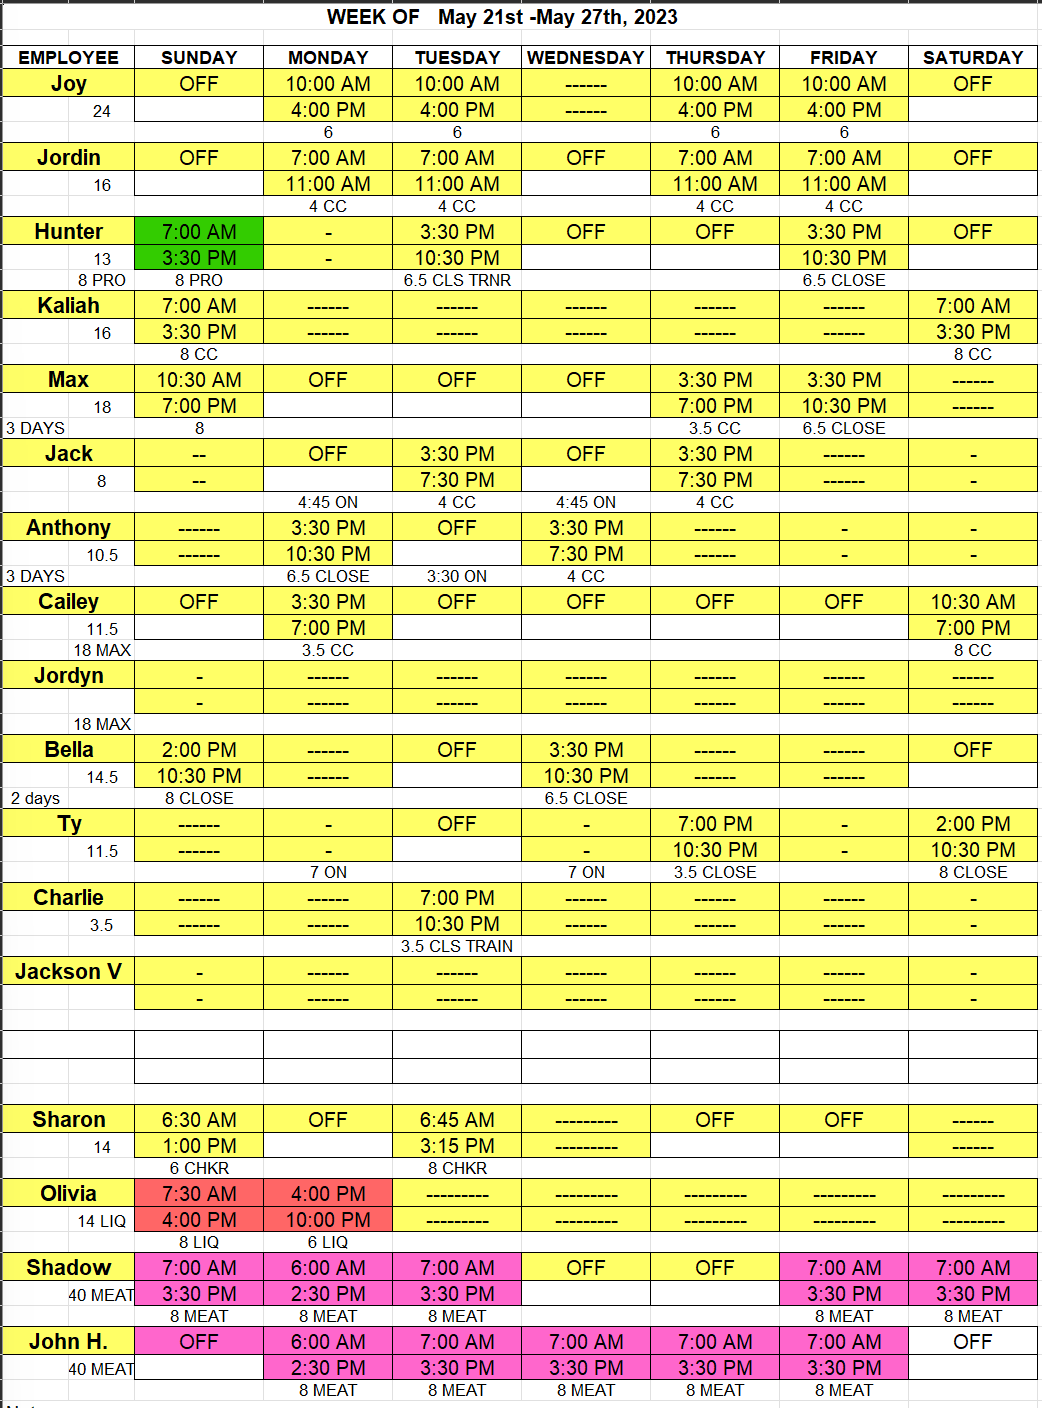 WEEK OF May 21st -May 27th, 2023
EMPLOYEE SUNDAY MONDAY TUESDAY WEDNESDAY THURSDAY FRIDAY SATURDAY
Joy OFF 10:00 AM 10:00 AM ------ 10:00 AM 10:00 AM OFF
24 4:00 PM 4:00 PM ------ 4:00 PM 4:00 PM
6 6 6 6
Jordin OFF 7:00 AM 7:00 AM OFF 7:00 AM 7:00 AM OFF
16 11:00 AM 11:00 AM 11:00 AM 11:00 AM
4 CC 4 CC 4 CC 4 CC
Hunter 7:00 AM - 3:30 PM OFF OFF 3:30 PM OFF
13 3:30 PM - 10:30 PM 10:30 PM
8 PRO 8 PRO 6.5 CLS TRNR 6.5 CLOSE
Kaliah 7:00 AM ------ ------ ------ ------ ------ 7:00 AM
16 3:30 PM ------ ------ ------ ------ ------ 3:30 PM
8 CC 8 CC
Max 10:30 AM OFF OFF OFF 3:30 PM 3:30 PM ------
18 7:00 PM 7:00 PM 10:30 PM ------
3 DAYS 8 3.5 CC 6.5 CLOSE
Jack -- OFF 3:30 PM OFF 3:30 PM ------ -
8 -- 7:30 PM 7:30 PM ------ -
4:45 ON 4 CC 4:45 ON 4 CC
Anthony ------ 3:30 PM OFF 3:30 PM ------ - -
10.5 ------ 10:30 PM 7:30 PM ------ - -
3 DAYS 6.5 CLOSE 3:30 ON 4 CC
Cailey OFF 3:30 PM OFF OFF OFF OFF 10:30 AM
11.5 7:00 PM 7:00 PM
18 MAX 3.5 CC 8 CC
Jordyn - ------ ------ ------ ------ ------ ------
- ------ ------ ------ ------ ------ ------
18 MAX
Bella 2:00 PM ------ OFF 3:30 PM ------ ------ OFF
14.5 10:30 PM ------ 10:30 PM ------ ------
2 days 8 CLOSE 6.5 CLOSE
Ty ------ - OFF - 7:00 PM - 2:00 PM
11.5 ------ - - 10:30 PM - 10:30 PM
7 ON 7 ON 3.5 CLOSE 8 CLOSE
Charlie ------ ------ 7:00 PM ------ ------ ------ -
3.5 ------ ------ 10:30 PM ------ ------ ------ -
3.5 CLS TRAIN
Jackson V - ------ ------ ------ ------ ------ -
- ------ ------ ------ ------ ------ -
Sharon 6:30 AM OFF 6:45 AM --------- OFF OFF ------
14 1:00 PM 3:15 PM --------- ------
6 CHKR 8 CHKR
Olivia 7:30 AM 4:00 PM --------- --------- --------- --------- ---------
14 LIQ 4:00 PM 10:00 PM --------- --------- --------- --------- ---------
8 LIQ 6 LIQ
Shadow 7:00 AM 6:00 AM 7:00 AM OFF OFF 7:00 AM 7:00 AM
40 MEAT 3:30 PM 2:30 PM 3:30 PM 3:30 PM 3:30 PM
8 MEAT 8 MEAT 8 MEAT 8 MEAT 8 MEAT
John H. OFF 6:00 AM 7:00 AM 7:00 AM 7:00 AM 7:00 AM OFF
40 MEAT 2:30 PM 3:30 PM 3:30 PM 3:30 PM 3:30 PM
8 MEAT 8 MEAT 8 MEAT 8 MEAT 8 MEAT